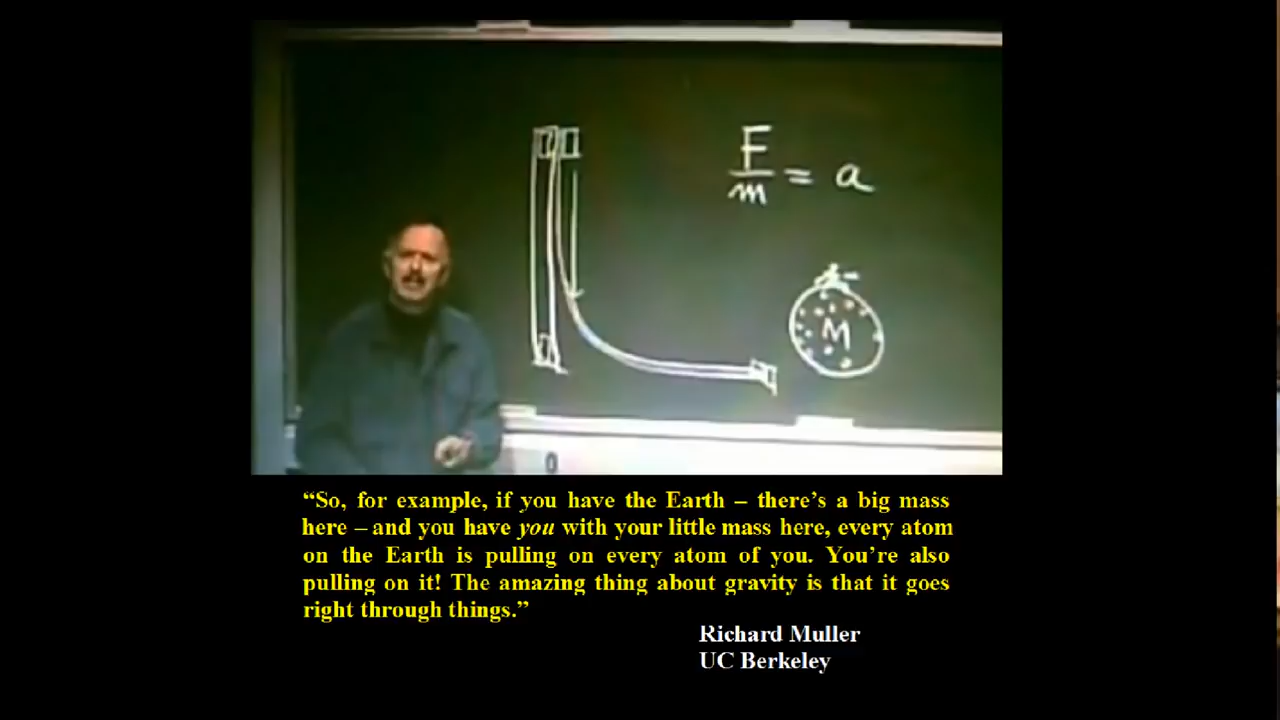 F
m = a
M
“So, for example, if you have the Earth – there’s a big mass
here – and you have you with your little mass here, every atom
on the Earth is pulling on every atom of you. You’re also
pulling on it! The amazing thing about gravity is that it goes
right through things.”
Richard Muller
UC Berkeley